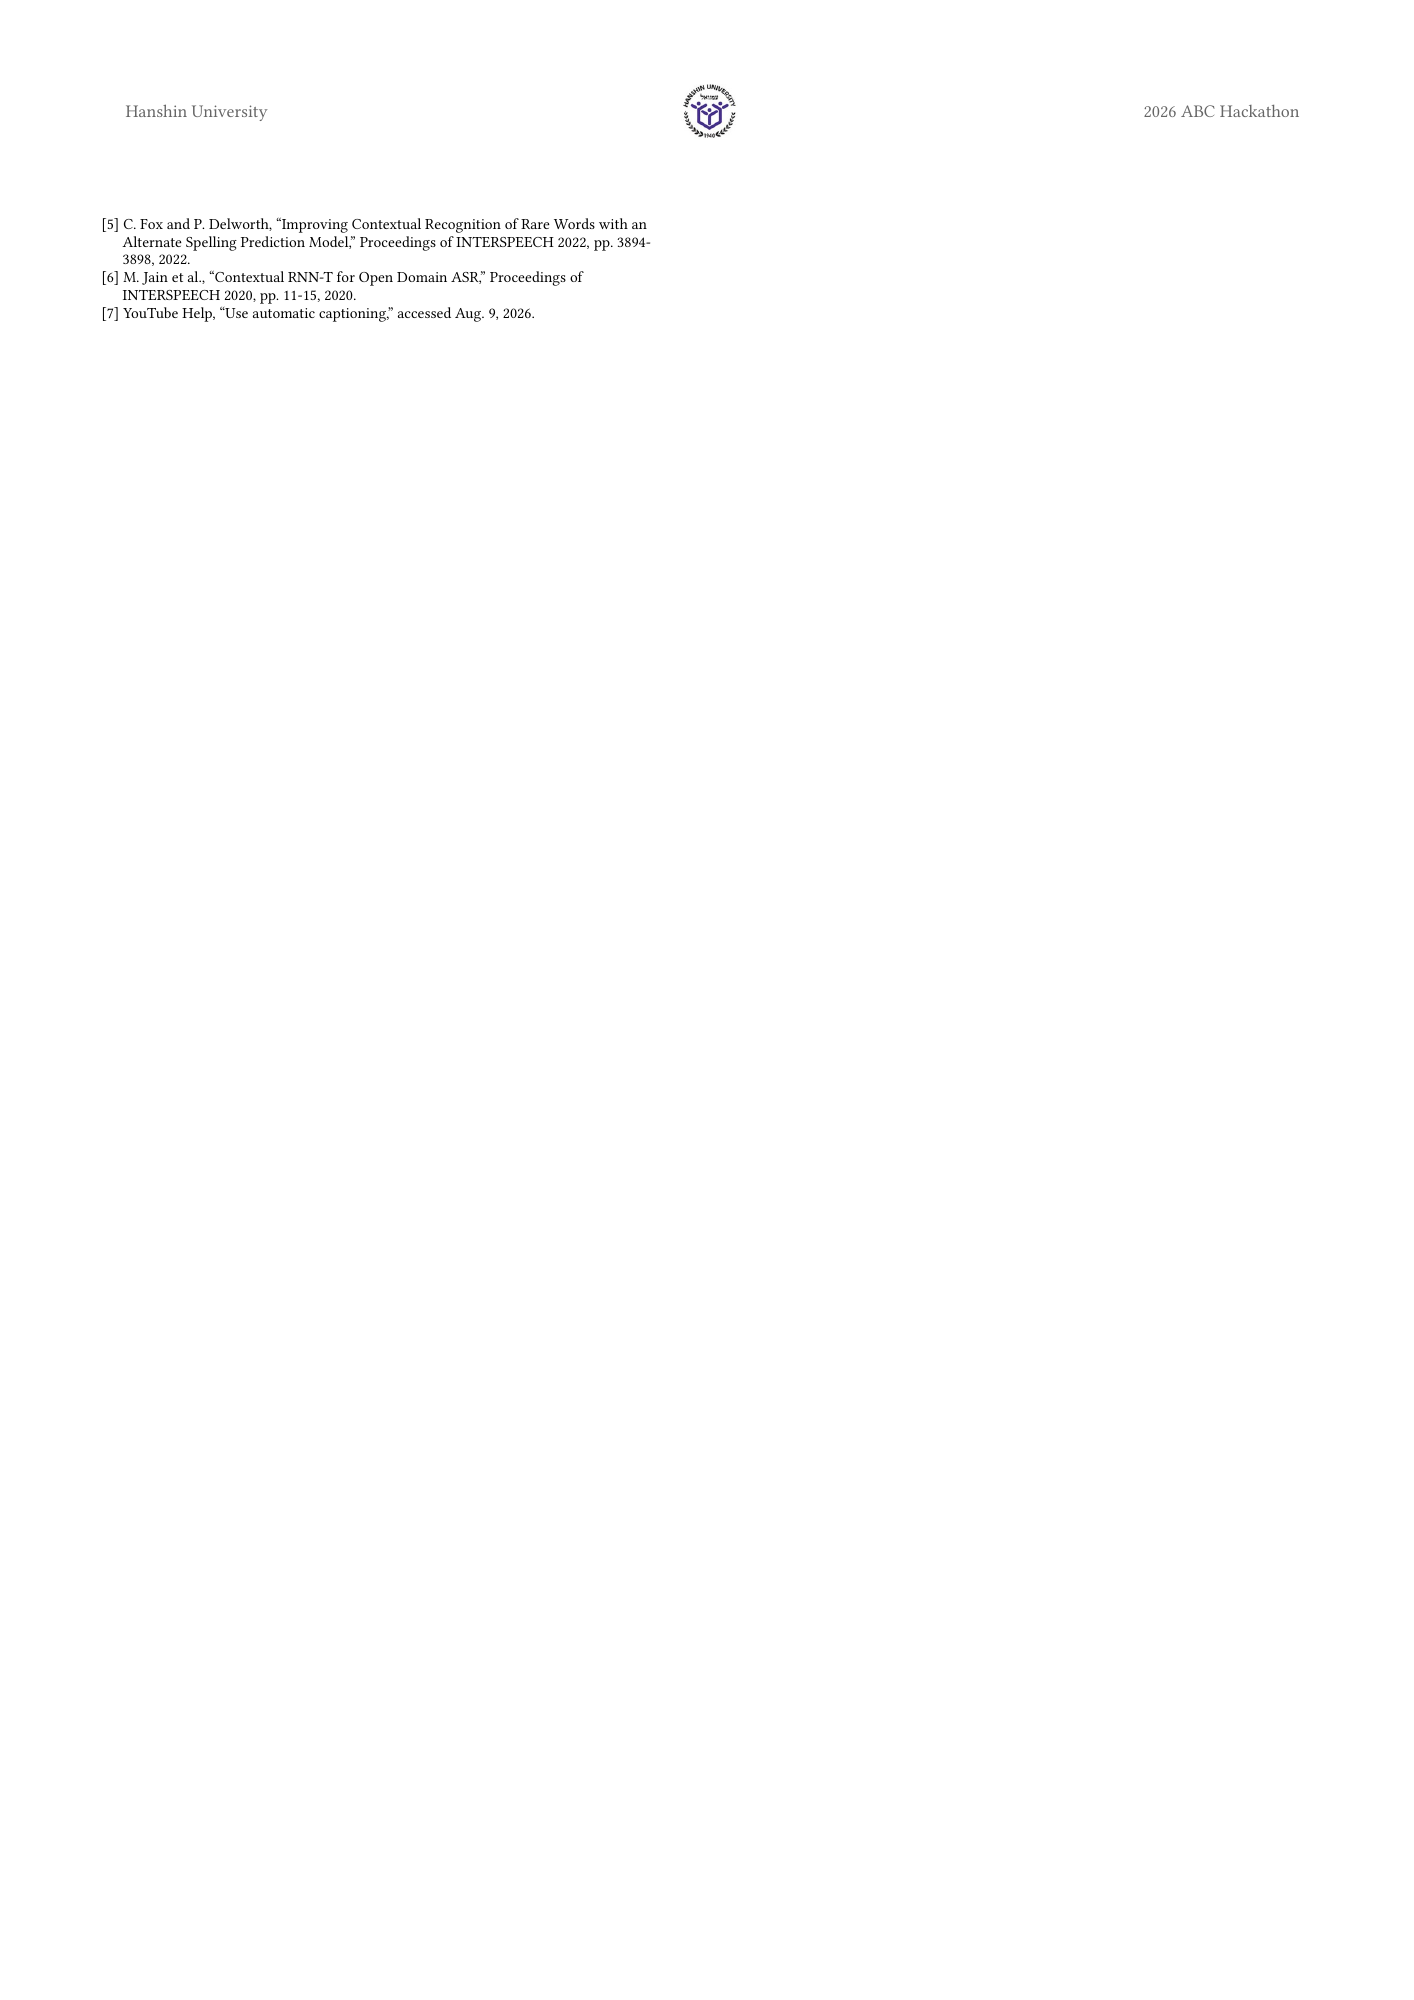 Hanshin University
HANSHIN UNIVERSITY
1940
2026 ABC Hackathon
[5] C. Fox and P. Delworth, “Improving Contextual Recognition of Rare Words with an
Alternate Spelling Prediction Model,” Proceedings of INTERSPEECH 2022, pp. 3894-
3898, 2022.
[6] M. Jain et al., “Contextual RNN-T for Open Domain ASR,” Proceedings of
INTERSPEECH 2020, pp. 11-15, 2020.
[7] YouTube Help, “Use automatic captioning,” accessed Aug. 9, 2026.